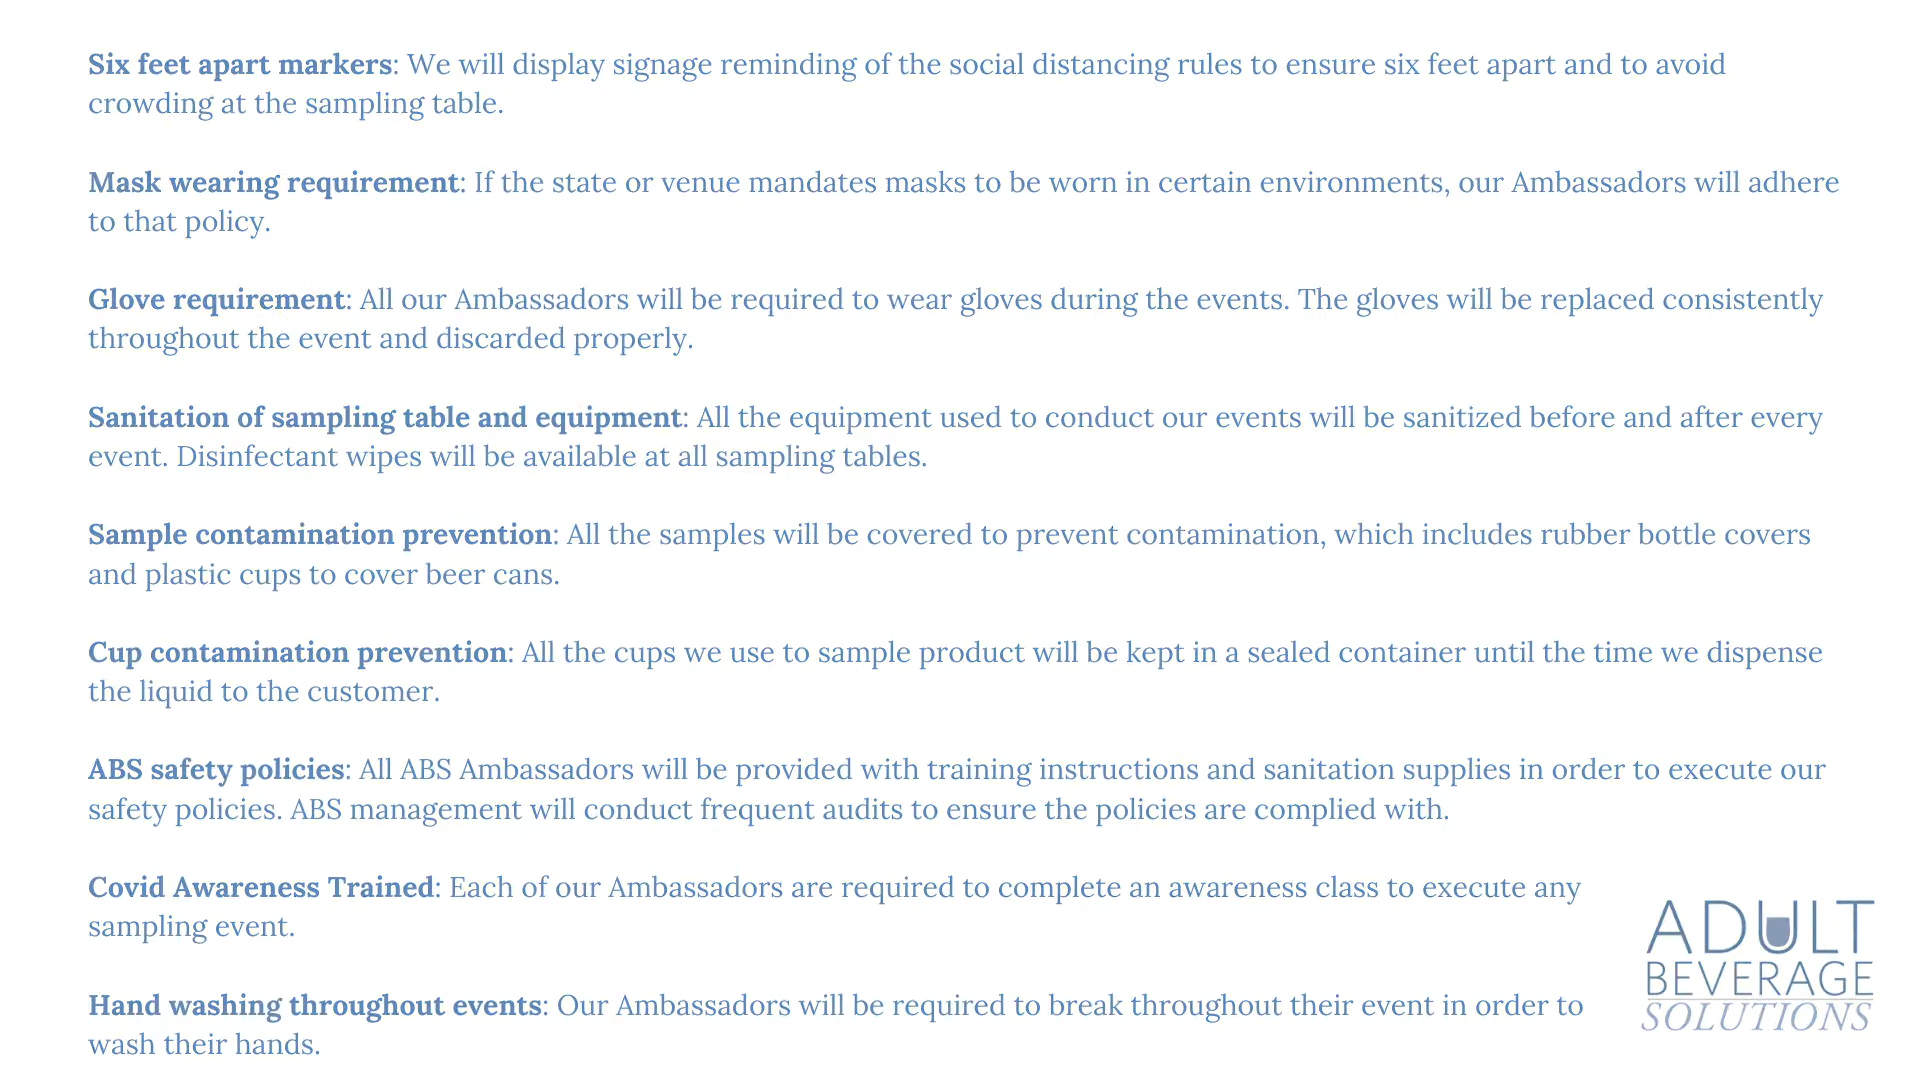 Six feet apart markers: We will display signage reminding of the social distancing rules to ensure six feet apart and to avoid
crowding at the sampling table.
Mask wearing requirement: If the state or venue mandates masks to be worn in certain environments, our Ambassadors will adhere
to that policy.
Glove requirement: All our Ambassadors will be required to wear gloves during the events. The gloves will be replaced consistently
throughout the event and discarded properly.
Sanitation of sampling table and equipment: All the equipment used to conduct our events will be sanitized before and after every
event. Disinfectant wipes will be available at all sampling tables.
Sample contamination prevention: All the samples will be covered to prevent contamination, which includes rubber bottle covers
and plastic cups to cover beer cans.
Cup contamination prevention: All the cups we use to sample product will be kept in a sealed container until the time we dispense
the liquid to the customer.
ABS safety policies: All ABS Ambassadors will be provided with training instructions and sanitation supplies in order to execute our
safety policies. ABS management will conduct frequent audits to ensure the policies are complied with.
Covid Awareness Trained: Each of our Ambassadors are required to complete an awareness class to execute any
sampling event.
Hand washing throughout events: Our Ambassadors will be required to break throughout their event in order to
wash their hands.
ADULT
BEVERAGE
SOLUTIONS